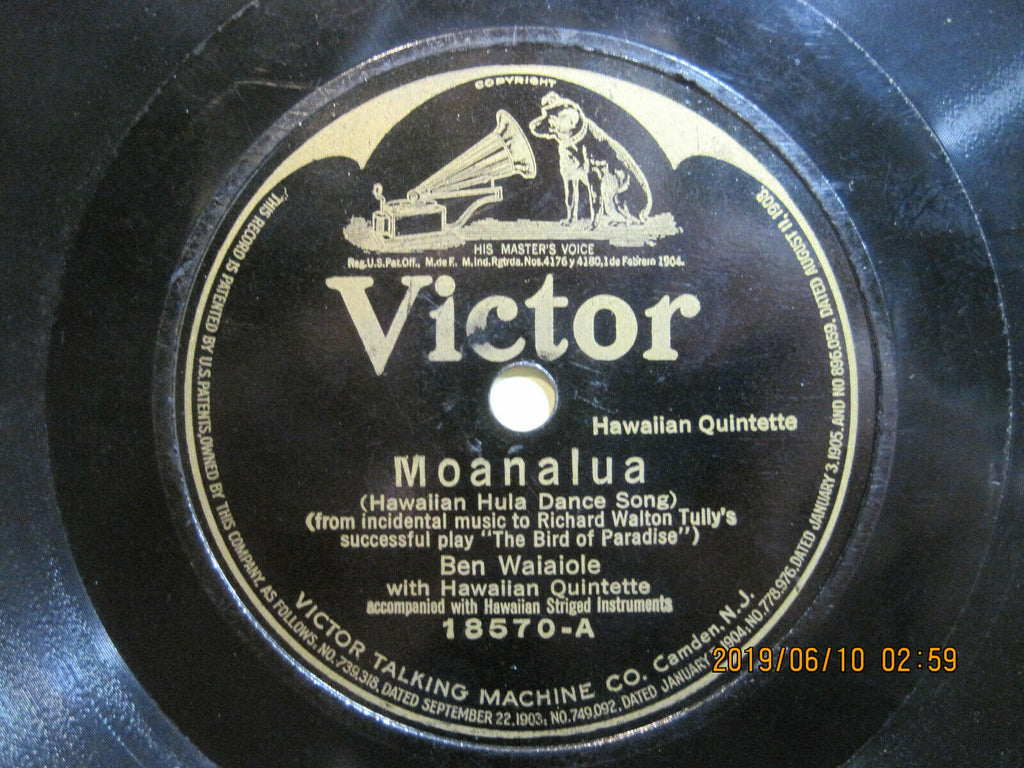 COPYRIGHT
HIS MASTER'S VOICE
Reg.U.S.Pat.Off., M.de F. M.Ind.Rgtrda.Nos.4176 y 4180,1 de Febrero 1904.
Victor
Hawaiian Quintette
Moanalua
(Hawaiian Hula Dance Song)
(from incidental music to Richard Walton Tully's
successful play "The Bird of Paradise")
Ben Waiaiole
with Hawaiian Quintette
accompanied with Hawaiian Striged Instruments
18570-A
VICTOR TALKING MACHINE CO. Camden, N.J.
THIS RECORD IS PATENTED BY U.S. PATENTS, OWNED BY THIS COMPANY, AS FOLLOWS, NO. 739,318, DATED SEPTEMBER 22, 1903; NO. 749,092, DATED JANUARY 1904. NO. 778,976, DATED JANUARY 3, 1905, AND NO 896,059, DATED AUGUST 11, 1908.
2019/06/10 02:59